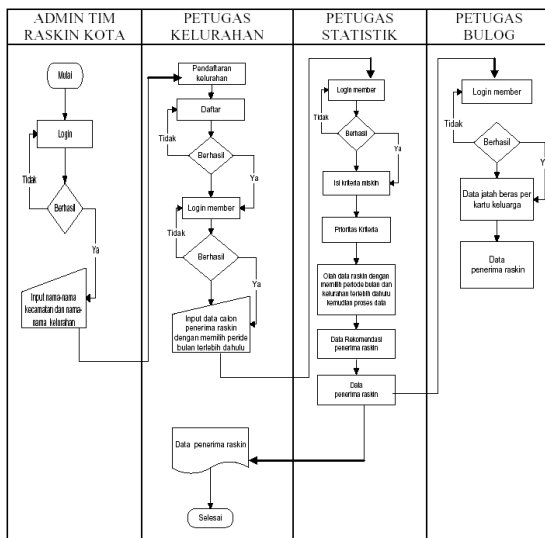 ADMIN TIM
RASKIN KOTA
Mulai
Login
Tidak
Berhasil
Ya
Input nama-nama
kecamatan dan nama-
nama kelurahan
PETUGAS
KELURAHAN
Pendaftaran
kelurahan
Daftar
Tidak
Berhasil
Ya
Login member
Tidak
Berhasil
Ya
Input data calon
penerima raskin
dengan memilih peride
bulan terlebih dahulu
Data penerima raskin
Selesai
PETUGAS
STATISTIK
Login member
Tidak
Berhasil
Ya
Isi kriteria miskin
Prioritas Kriteria
Olah data raskin dengan
memilih periode bulan dan
kelurahan terlebih dahulu
kemudian proses data
Data Rekomendasi
penerima raskin
Data
penerima raskin
PETUGAS
BULOG
Login member
Tidak
Berhasil
Y
Data jatah beras per
kartu keluarga
Data
penerima raskin